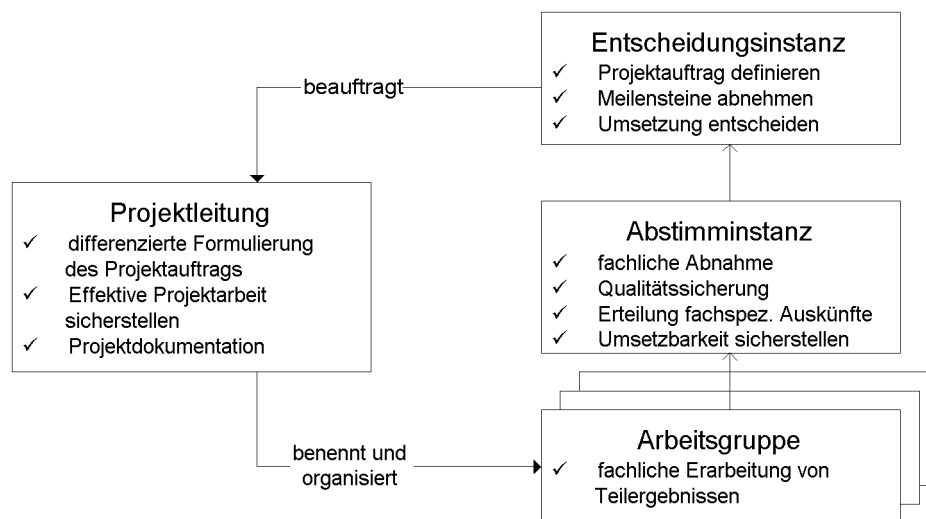 Entscheidungsinstanz
✓ Projektauftrag definieren
✓ Meilensteine abnehmen
✓ Umsetzung entscheiden
beauftragt
Projektleitung
✓ differenzierte Formulierung
des Projektauftrags
✓ Effektive Projektarbeit
sicherstellen
✓ Projektdokumentation
Abstimminstanz
✓ fachliche Abnahme
✓ Qualitätssicherung
✓ Erteilung fachspez. Auskünfte
✓ Umsetzbarkeit sicherstellen
benennt und
organisiert
Arbeitsgruppe
✓ fachliche Erarbeitung von
Teilergebnissen